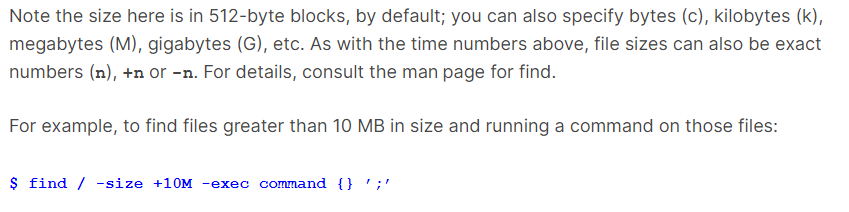 Note the size here is in 512-byte blocks, by default; you can also specify bytes (c), kilobytes (k),
megabytes (M), gigabytes (G), etc. As with the time numbers above, file sizes can also be exact
numbers (n), +n or -n. For details, consult the man page for find.
For example, to find files greater than 10 MB in size and running a command on those files:
$ find / -size +10M -exec command {} ’;’